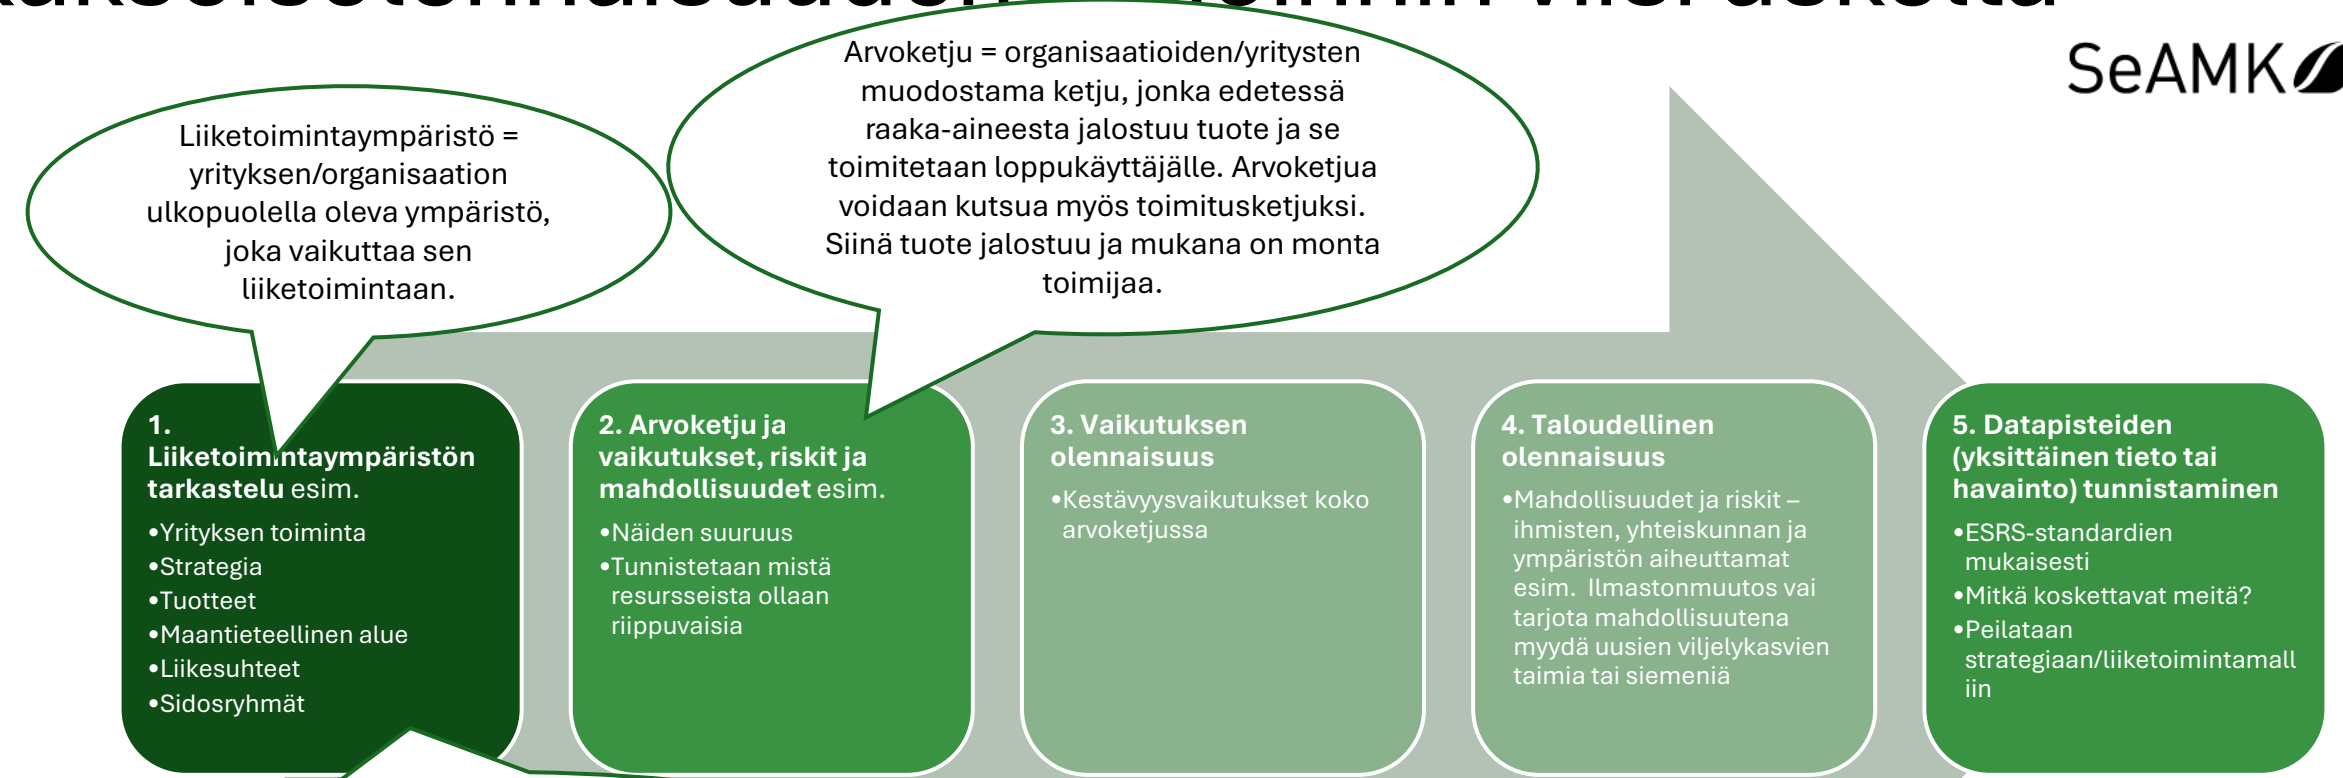 SeAMK
Arvoketju = organisaatioiden/yritysten
muodostama ketju, jonka edetessä
raaka-aineesta jalostuu tuote ja se
toimitetaan loppukäyttäjälle. Arvoketjua
voidaan kutsua myös toimitusketjuksi.
Siinä tuote jalostuu ja mukana on monta
toimijaa.
Liiketoimintaympäristö =
yrityksen/organisaation
ulkopuolella oleva ympäristö,
joka vaikuttaa sen
liiketoimintaan.
1.
Liiketoimintaympäristön
tarkastelu esim.
•Yrityksen toiminta
•Strategia
•Tuotteet
•Maantieteellinen alue
•Liikesuhteet
•Sidosryhmät
2. Arvoketju ja
vaikutukset, riskit ja
mahdollisuudet esim.
•Näiden suuruus
•Tunnistetaan mistä
resursseista ollaan
riippuvaisia
3. Vaikutuksen
olennaisuus
•Kestävyysvaikutukset koko
arvoketjussa
4. Taloudellinen
olennaisuus
•Mahdollisuudet ja riskit –
ihmisten, yhteiskunnan ja
ympäristön aiheuttamat
esim. Ilmastonmuutos vai
tarjota mahdollisuutena
myydä uusien viljelykasvien
taimia tai siemeniä
5. Datapisteiden
(yksittäinen tieto tai
havainto) tunnistaminen
•ESRS-standardien
mukaisesti
•Mitkä koskettavat meitä?
•Peilataan
strategiaan/liiketoimintamall
iin